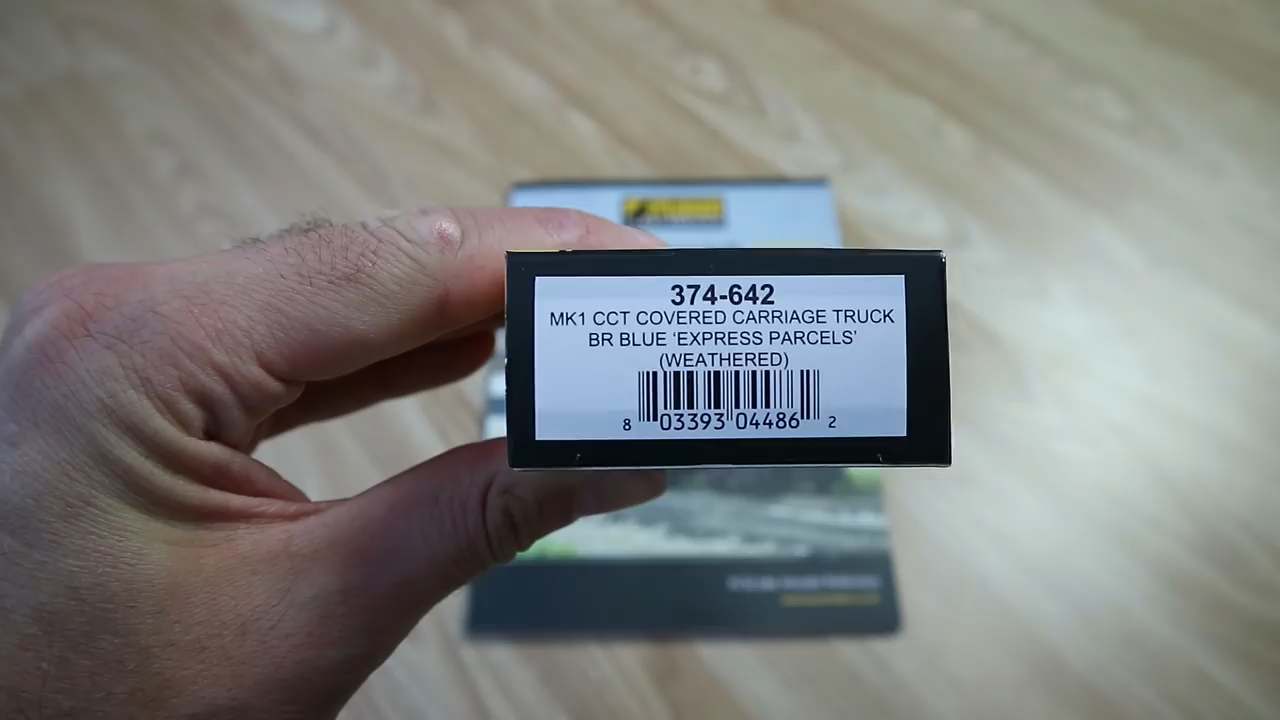 374-642
MK1 CCT COVERED CARRIAGE TRUCK
BR BLUE ‘EXPRESS PARCELS’
(WEATHERED)
8 03393 04486 2